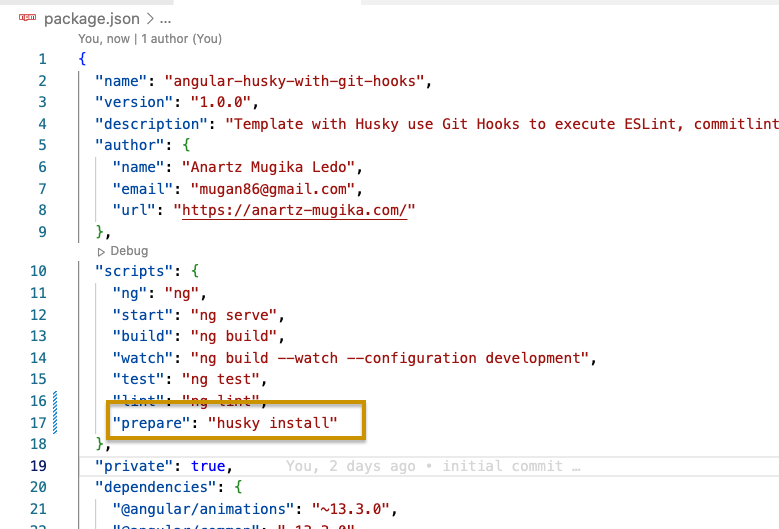 package.json > ...
You, now | 1 author (You)
1 {
2 "name": "angular-husky-with-git-hooks",
3 "version": "1.0.0",
4 "description": "Template with Husky use Git Hooks to execute ESLint, commitlint
5 "author": {
6 "name": "Anartz Mugika Ledo",
7 "email": "mugan86@gmail.com",
8 "url": "https://anartz-mugika.com/"
9 },
Debug
10 "scripts": {
11 "ng": "ng",
12 "start": "ng serve",
13 "build": "ng build",
14 "watch": "ng build --watch --configuration development",
15 "test": "ng test",
16 "lint": "ng lint",
17 "prepare": "husky install"
18 },
19 "private": true, You, 2 days ago • initial commit …
20 "dependencies": {
21 "@angular/animations": "~13.3.0",
"@angular/common": "~13.3.0"